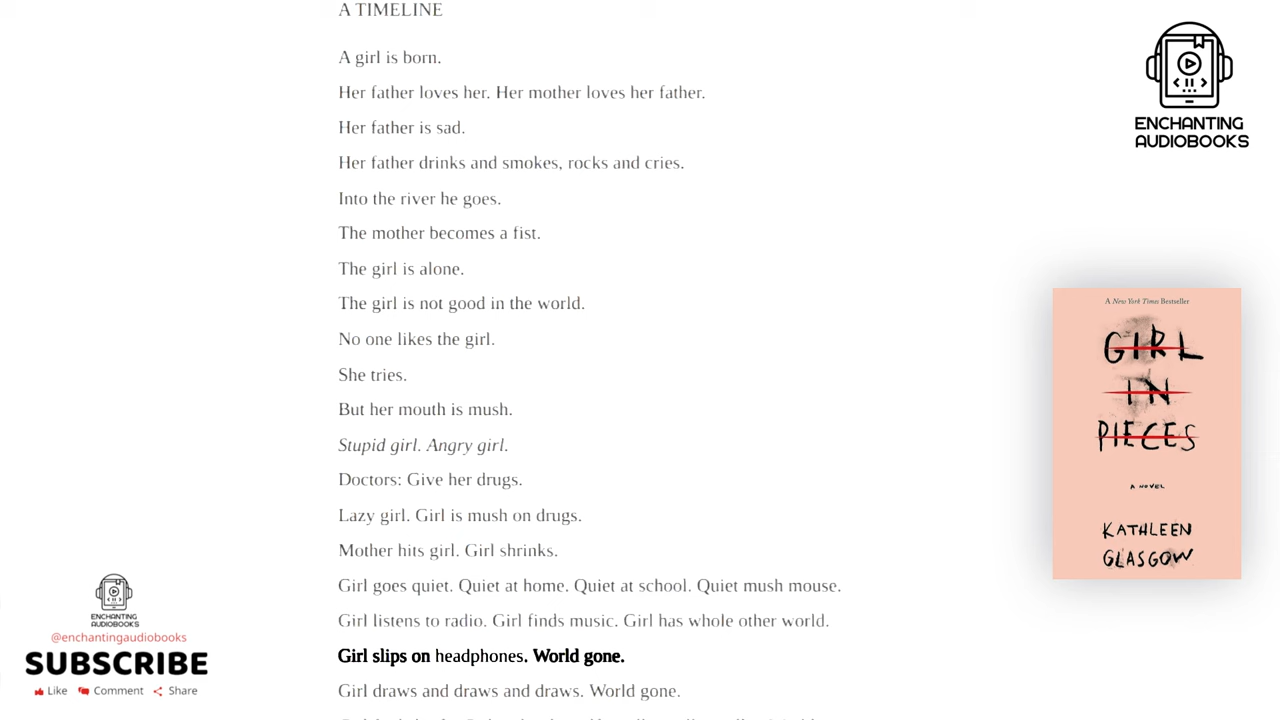 A TIMELINE
A girl is born.
Her father loves her. Her mother loves her father.
Her father is sad.
Her father drinks and smokes, rocks and cries.
Into the river he goes.
The mother becomes a fist.
The girl is alone.
The girl is not good in the world.
No one likes the girl.
She tries.
But her mouth is mush.
Stupid girl. Angry girl.
Doctors: Give her drugs.
Lazy girl. Girl is mush on drugs.
Mother hits girl. Girl shrinks.
Girl goes quiet. Quiet at home. Quiet at school. Quiet mush mouse.
Girl listens to radio. Girl finds music. Girl has whole other world.
Girl slips on headphones. World gone.
Girl draws and draws and draws. World gone.
ENCHANTING
AUDIOBOOKS
A New York Times Bestseller
GIRL
IN
PIECES
A NOVEL
KATHLEEN
GLASGOW
ENCHANTING
AUDIOBOOKS
@enchantingaudiobooks
SUBSCRIBE
Like Comment Share